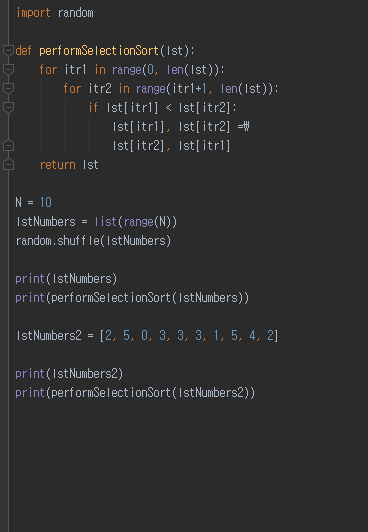 import random
def performSelectionSort(lst):
for itr1 in range(0, len(lst)):
for itr2 in range(itr1+1, len(lst)):
if lst[itr1] < lst[itr2]:
lst[itr1], lst[itr2] =₩
lst[itr2], lst[itr1]
return lst
N = 10
lstNumbers = list(range(N))
random.shuffle(lstNumbers)
print(lstNumbers)
print(performSelectionSort(lstNumbers))
lstNumbers2 = [2, 5, 0, 3, 3, 3, 1, 5, 4, 2]
print(lstNumbers2)
print(performSelectionSort(lstNumbers2))